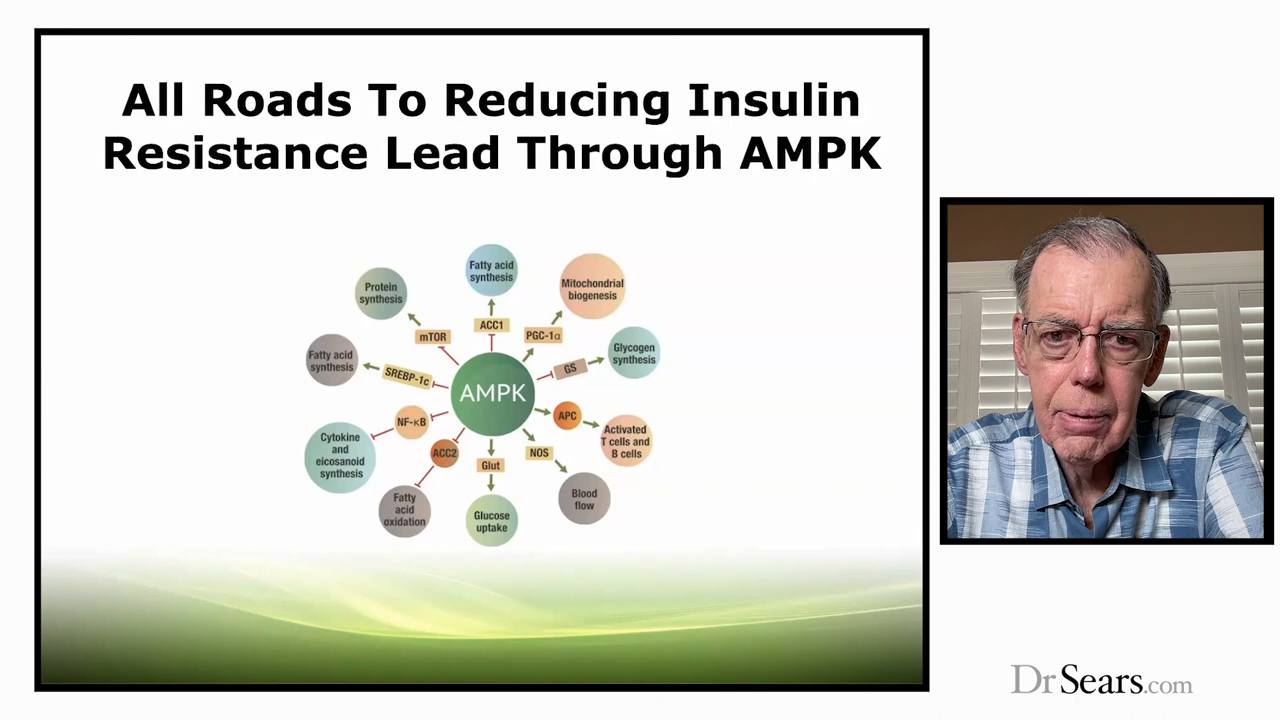 All Roads To Reducing Insulin
Resistance Lead Through AMPK
Fatty acid
synthesis
Mitochondrial
biogenesis
Protein
synthesis
ACC1
PGC-1α
mTOR
Glycogen
synthesis
Fatty acid
synthesis
GS
SREBP-1c
AMPK
NF-κB
APC
Activated
T cells and
B cells
Cytokine
and
eicosanoid
synthesis
ACC2
NOS
Glut
Fatty
acid
oxidation
Blood
flow
Glucose
uptake
DrSears.com